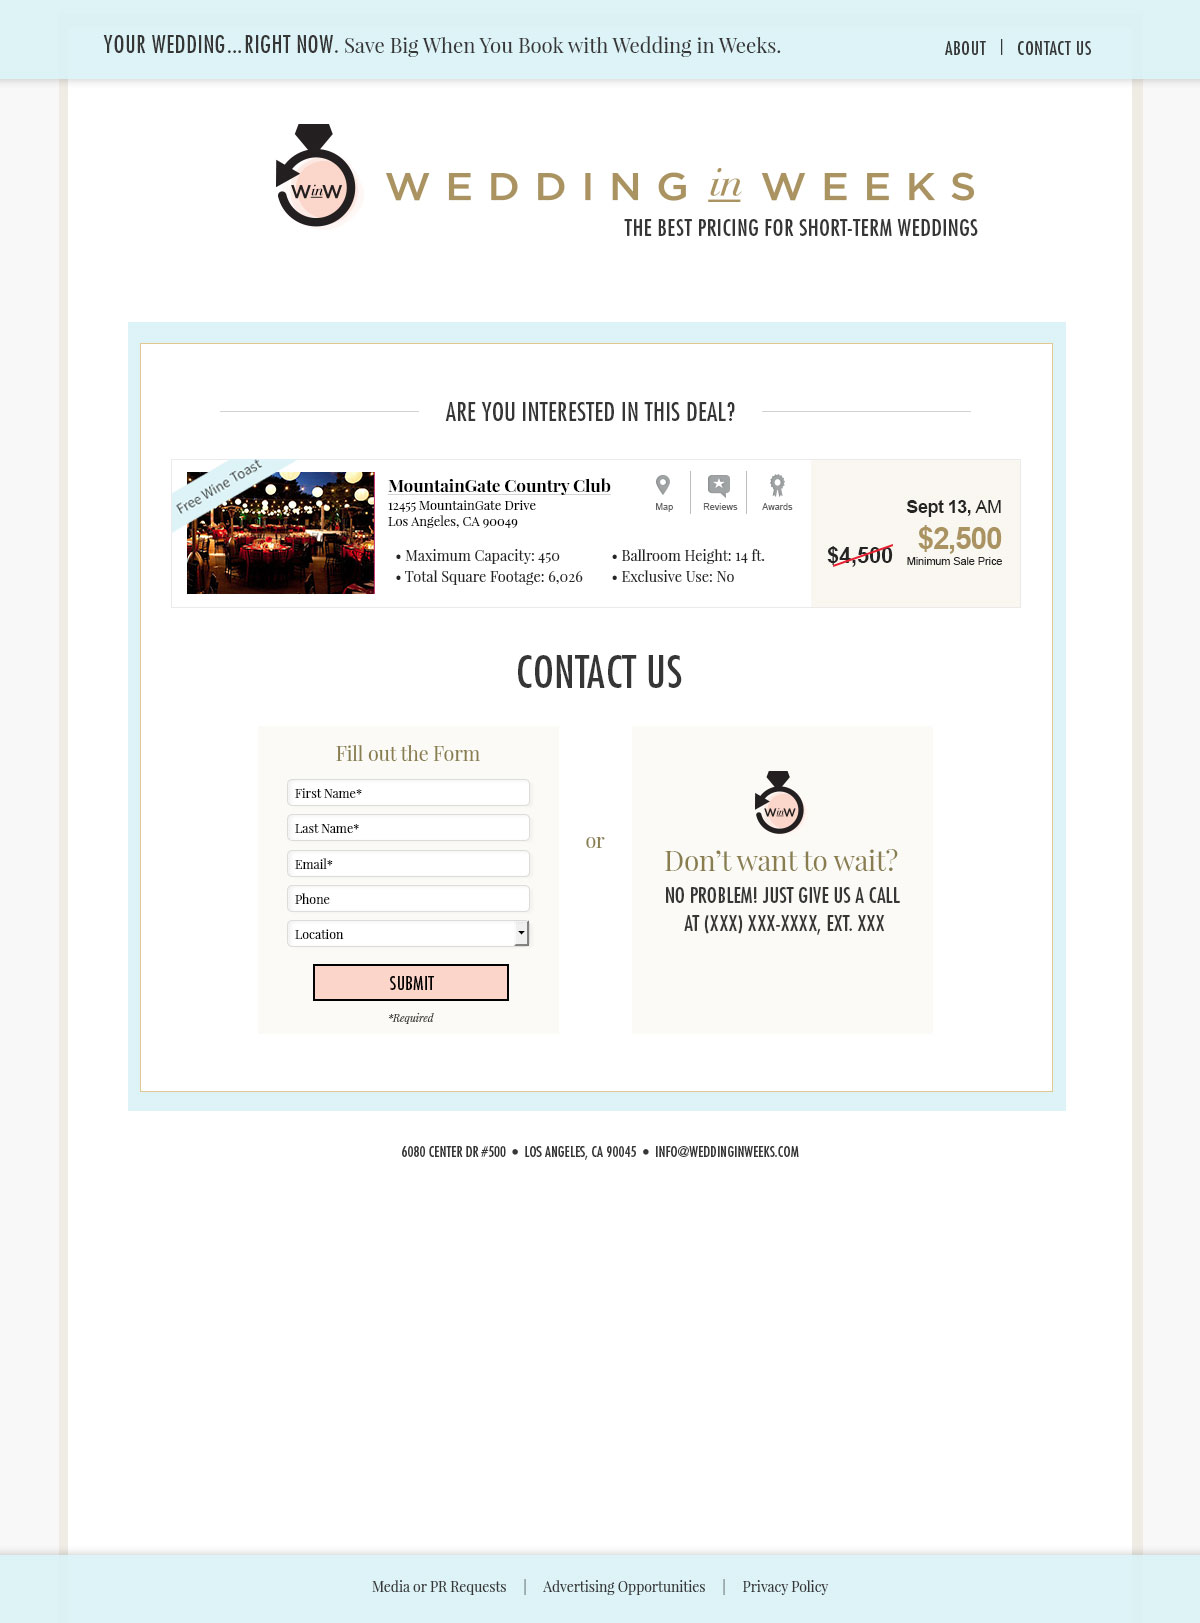 YOUR WEDDING...RIGHT NOW. Save Big When You Book with Wedding in Weeks.
ABOUT | CONTACT US
WinW
WEDDING in WEEKS
THE BEST PRICING FOR SHORT-TERM WEDDINGS
ARE YOU INTERESTED IN THIS DEAL?
Free Wine Toast
MountainGate Country Club
12455 MountainGate Drive
Los Angeles, CA 90049
• Maximum Capacity: 450
• Total Square Footage: 6,026
• Ballroom Height: 14 ft.
• Exclusive Use: No
Map
Reviews
Awards
Sept 13, AM
$4,500
$2,500
Minimum Sale Price
CONTACT US
Fill out the Form
First Name*
Last Name*
Email*
Phone
Location
SUBMIT
*Required
or
WinW
Don't want to wait?
NO PROBLEM! JUST GIVE US A CALL
AT (XXX) XXX-XXXX, EXT. XXX
6080 CENTER DR #500 • LOS ANGELES, CA 90045 • INFO@WEDDINGINWEEKS.COM
Media or PR Requests | Advertising Opportunities | Privacy Policy